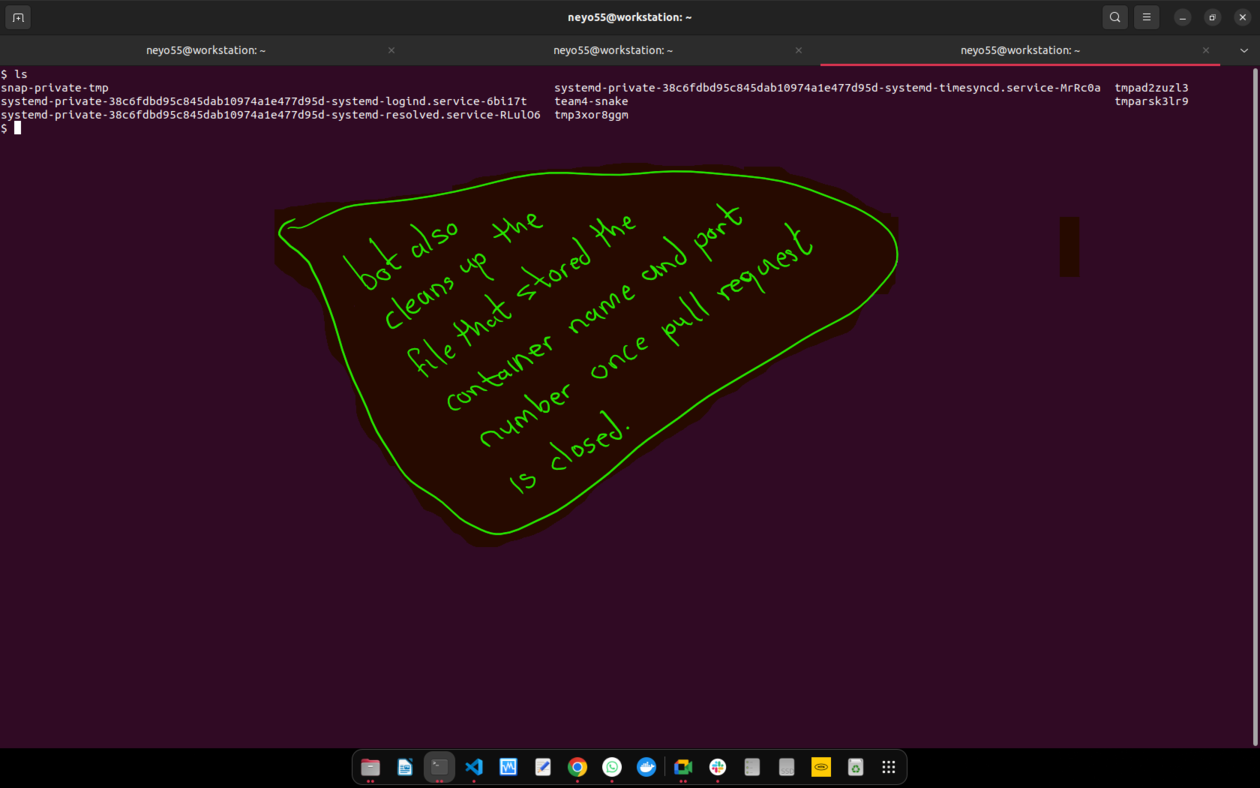 neyo55@workstation: ~
neyo55@workstation: ~
neyo55@workstation: ~
neyo55@workstation: ~
$ ls
snap-private-tmp systemd-private-38c6fdbd95c845dab10974a1e477d95d-systemd-timesyncd.service-MrRc0a tmpad2zuzl3
systemd-private-38c6fdbd95c845dab10974a1e477d95d-systemd-logind.service-6bi17t team4-snake tmparsk3lr9
systemd-private-38c6fdbd95c845dab10974a1e477d95d-systemd-resolved.service-RLulO6 tmp3xor8ggm
$
bot also
cleans up the
file that stored the
container name and port
number once pull request
is closed.